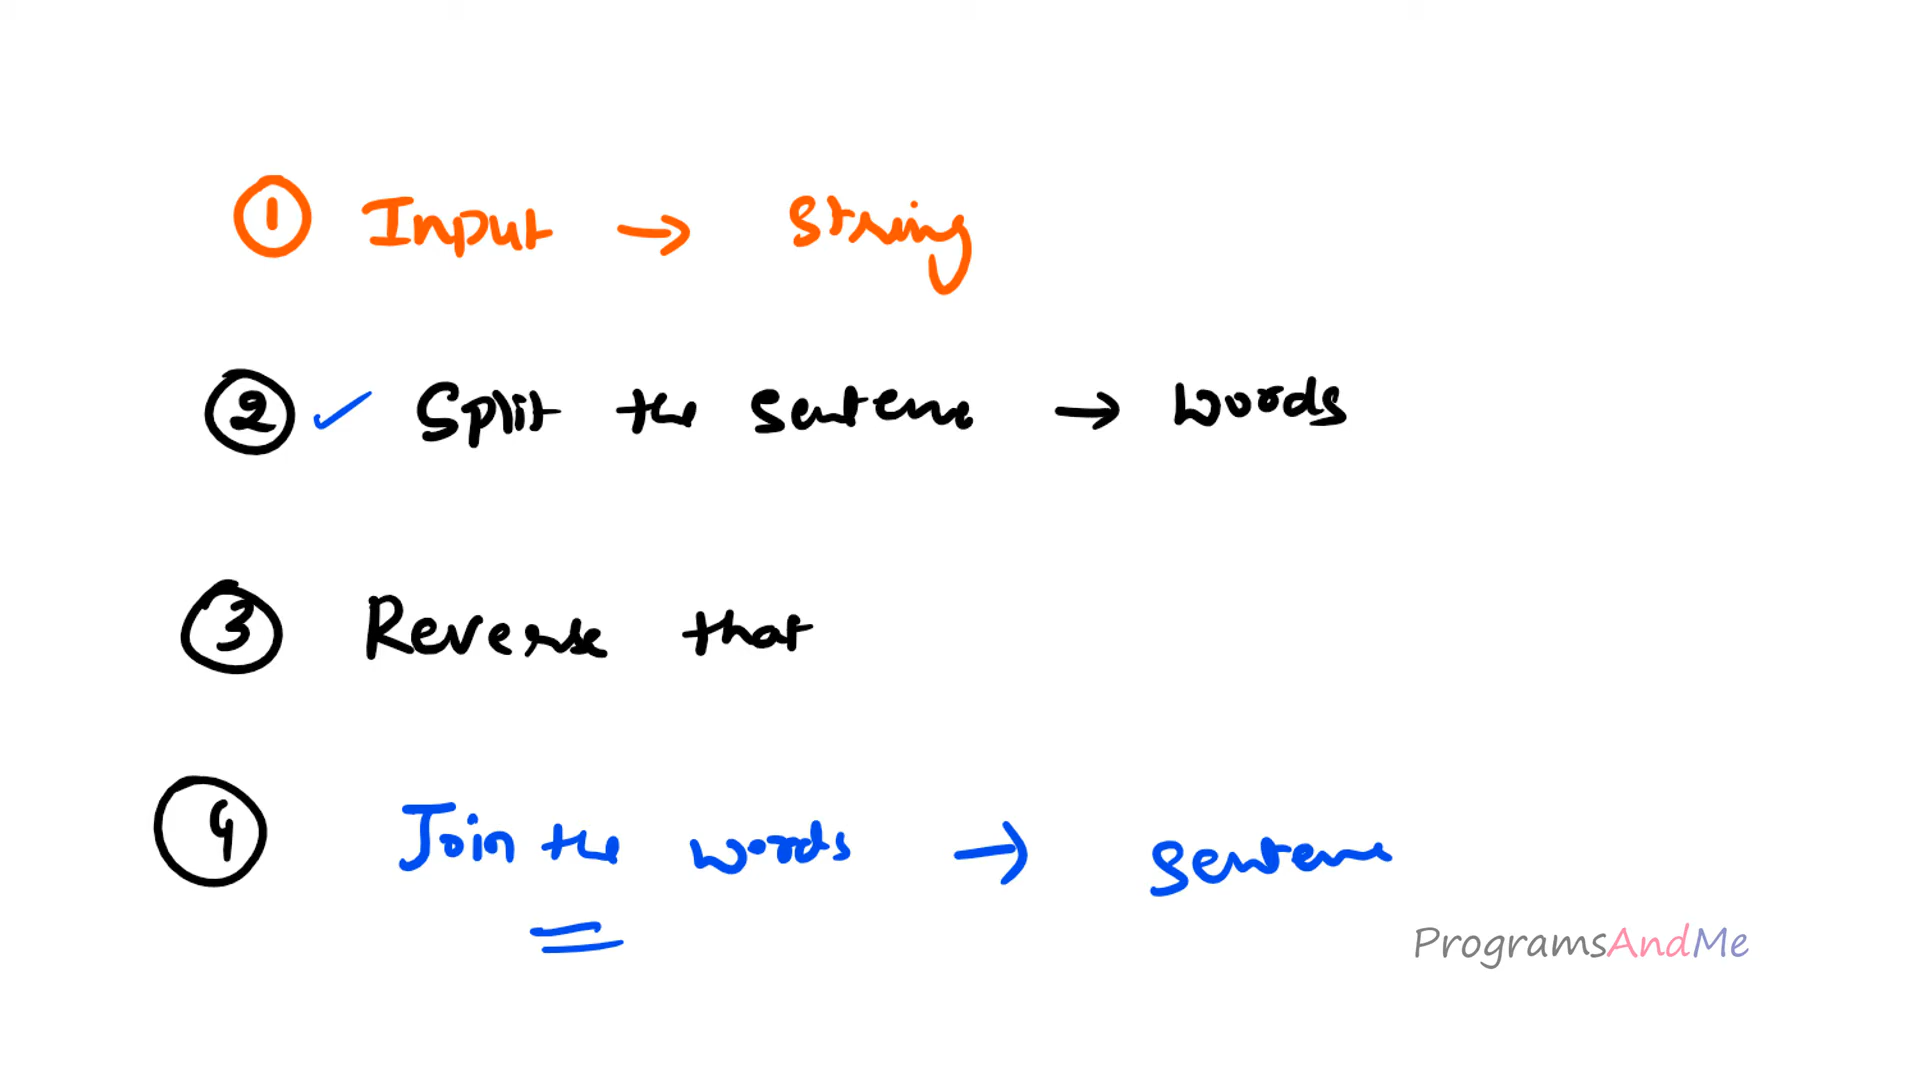 1 Input → String
2 ✓ Split the sentence → words
3 Reverse that
4 Join the words → sentence
ProgramsAndMe